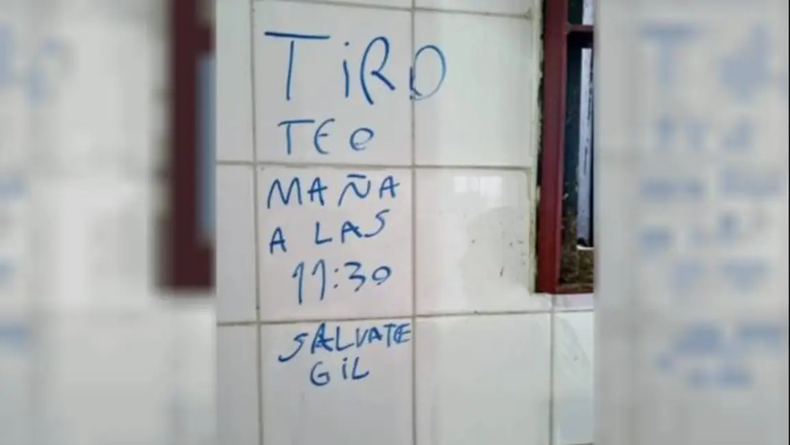 TIRO
TEO
MAÑA
A LAS
11:30
SALVATE
GIL